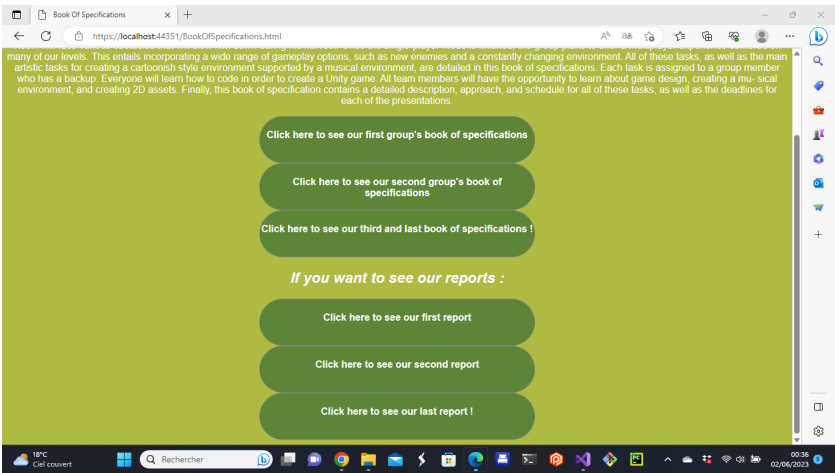 Book Of Specifications
https://localhost:44351/BookOfSpecifications.html
many of our levels. This entails incorporating a wide range of gameplay options, such as new enemies and a constantly changing environment. All of these tasks, as well as the main
artistic tasks for creating a cartoonish style environment supported by a musical environment, are detailed in this book of specifications. Each task is assigned to a group member
who has a backup. Everyone will learn how to code in order to create a Unity game. All team members will have the opportunity to learn about game design, creating a mu- sical
environment, and creating 2D assets. Finally, this book of specification contains a detailed description, approach, and schedule for all of these tasks, as well as the deadlines for
each of the presentations.
Click here to see our first group's book of specifications
Click here to see our second group's book of
specifications
Click here to see our third and last book of specifications !
If you want to see our reports :
Click here to see our first report
Click here to see our second report
Click here to see our last report !
18°C
Ciel couvert
Rechercher
00:36
02/06/2023